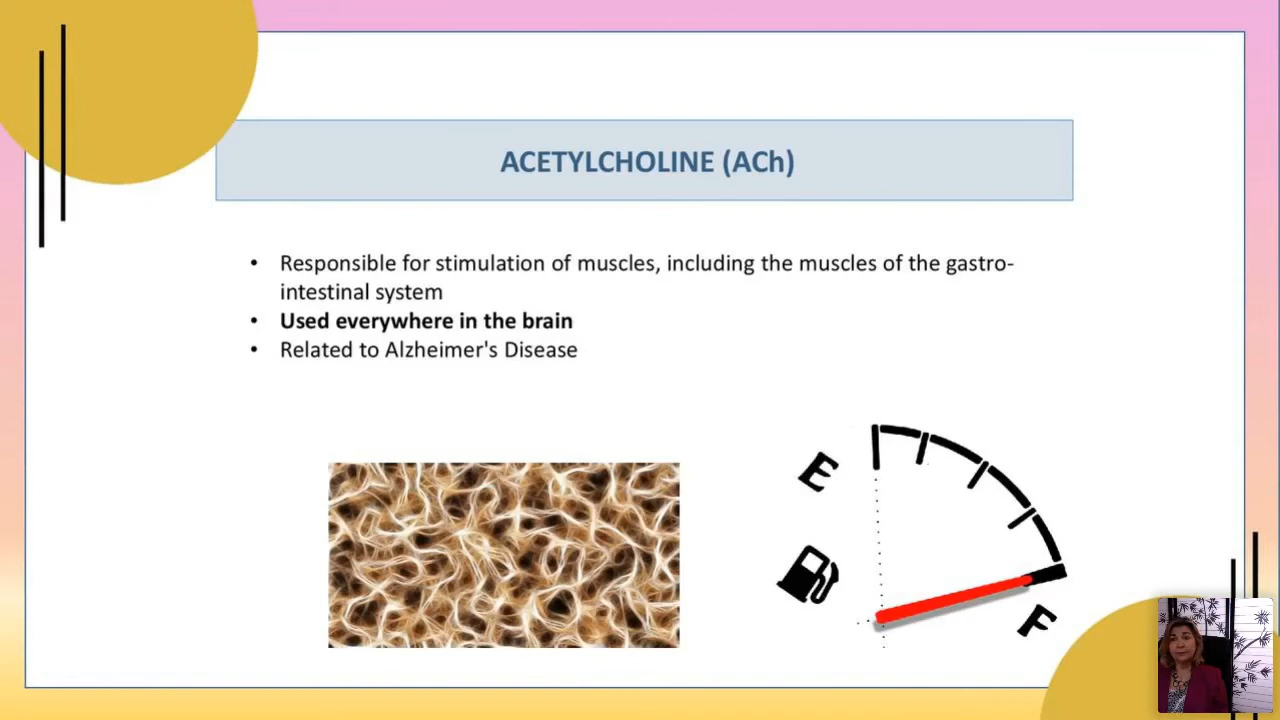 ACETYLCHOLINE (ACh)
• Responsible for stimulation of muscles, including the muscles of the gastro-
intestinal system
• Used everywhere in the brain
• Related to Alzheimer's Disease
E
F